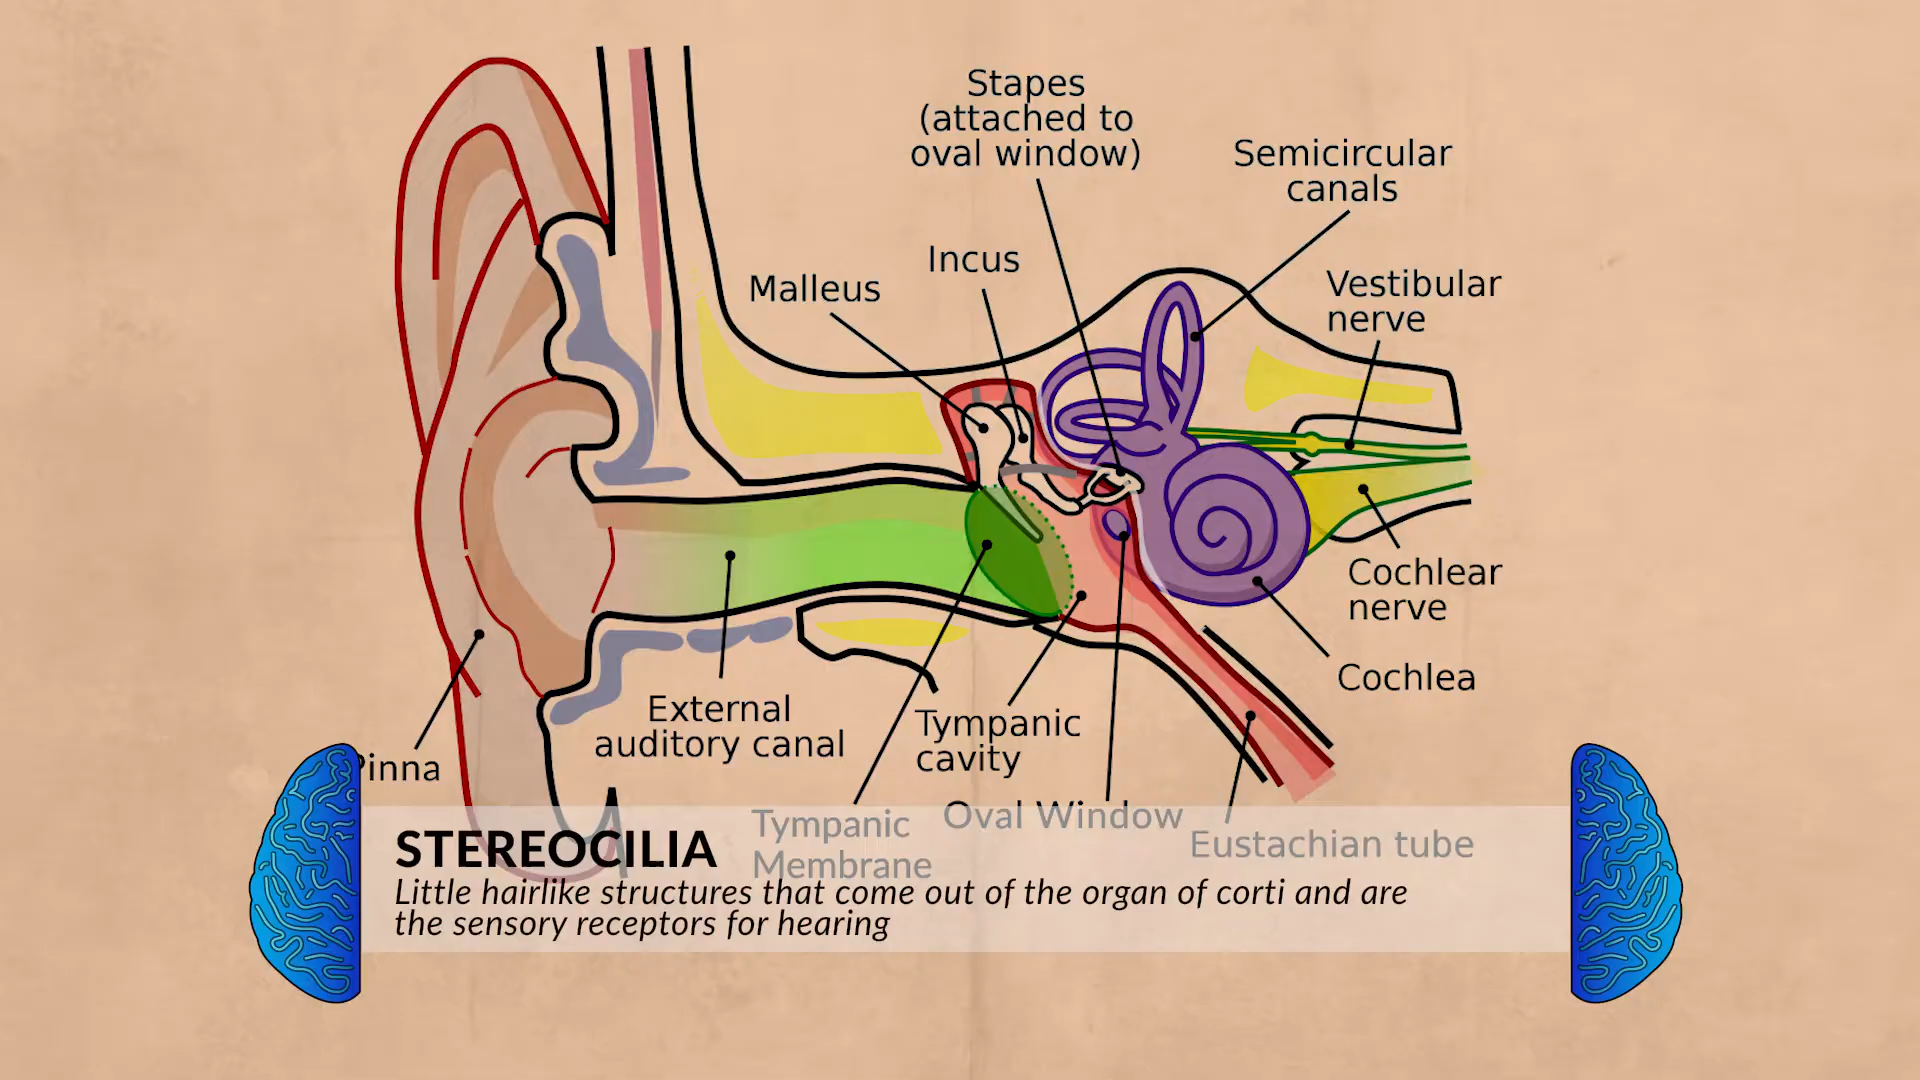 Stapes
(attached to
oval window)
Semicircular
canals
Incus
Malleus
Vestibular
nerve
Cochlear
nerve
Cochlea
External
auditory canal
Tympanic
cavity
Pinna
Oval Window
Tympanic
Membrane
Eustachian tube
STEREOCILIA
Little hairlike structures that come out of the organ of corti and are
the sensory receptors for hearing